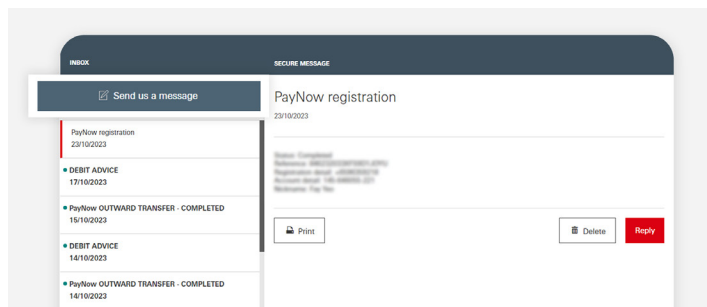 INBOX
SECURE MESSAGE
Send us a message
PayNow registration
23/10/2023
PayNow registration
23/10/2023
DEBIT ADVICE
17/10/2023
PayNow OUTWARD TRANSFER - COMPLETED
15/10/2023
DEBIT ADVICE
14/10/2023
PayNow OUTWARD TRANSFER - COMPLETED
14/10/2023
Print
Delete
Reply